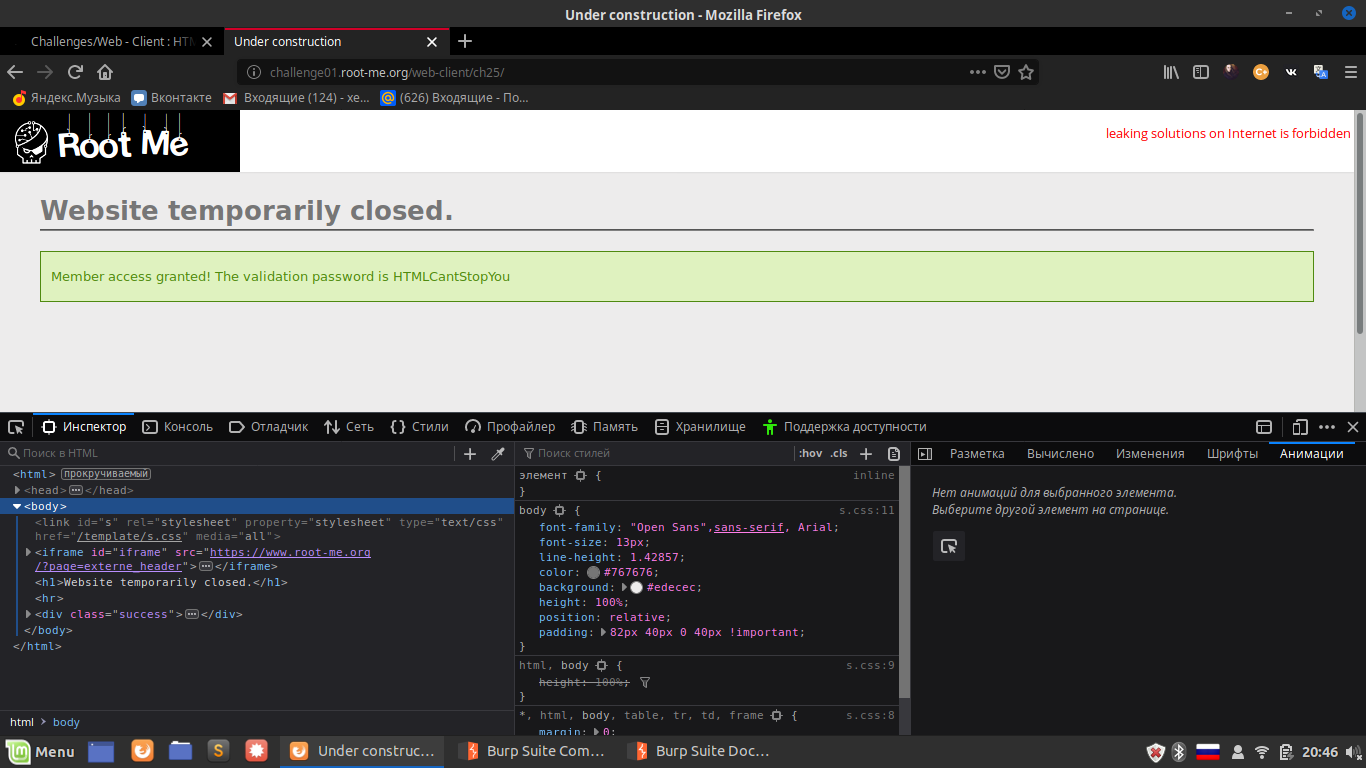 Under construction - Mozilla Firefox
Challenges/Web - Client : HTM
Under construction
challenge01.root-me.org/web-client/ch25/
Яндекс.Музыка
Вконтакте
Входящие (124) - xe...
(626) Входящие - По...
Root Me
leaking solutions on Internet is forbidden
Website temporarily closed.
Member access granted! The validation password is HTMLCantStopYou
Инспектор
Консоль
Отладчик
Сеть
Стили
Профайлер
Память
Хранилище
Поддержка доступности
Поиск в HTML
<html> прокручиваемый
<head></head>
<body>
<link id="s" rel="stylesheet" property="stylesheet" type="text/css"
href="/template/s.css" media="all">
<iframe id="iframe" src="https://www.root-me.org
/?page=externe_header"></iframe>
<h1>Website temporarily closed.</h1>
<hr>
<div class="success"></div>
</body>
</html>
html > body
Поиск стилей
:hov .cls
элемент { inline
}
body { s.css:11
font-family: "Open Sans",sans-serif, Arial;
font-size: 13px;
line-height: 1.42857;
color: #767676;
background: #edecec;
height: 100%;
position: relative;
padding: 82px 40px 0 40px !important;
}
html, body { s.css:9
height: 100%;
}
*, html, body, table, tr, td, frame { s.css:8
margin: 0;
Разметка
Вычислено
Изменения
Шрифты
Анимации
Нет анимаций для выбранного элемента.
Выберите другой элемент на странице.
Menu
Under construc...
Burp Suite Com...
Burp Suite Doc...
20:46